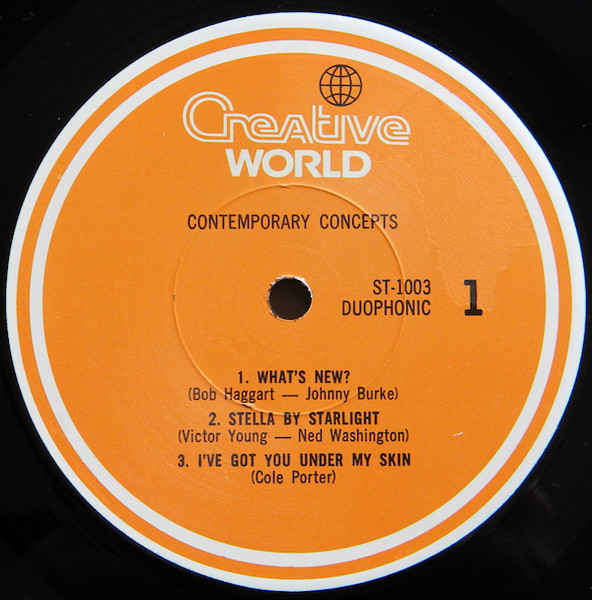 Creative
WORLD
CONTEMPORARY CONCEPTS
ST-1003
DUOPHONIC
1
1. WHAT'S NEW?
(Bob Haggart — Johnny Burke)
2. STELLA BY STARLIGHT
(Victor Young — Ned Washington)
3. I'VE GOT YOU UNDER MY SKIN
(Cole Porter)